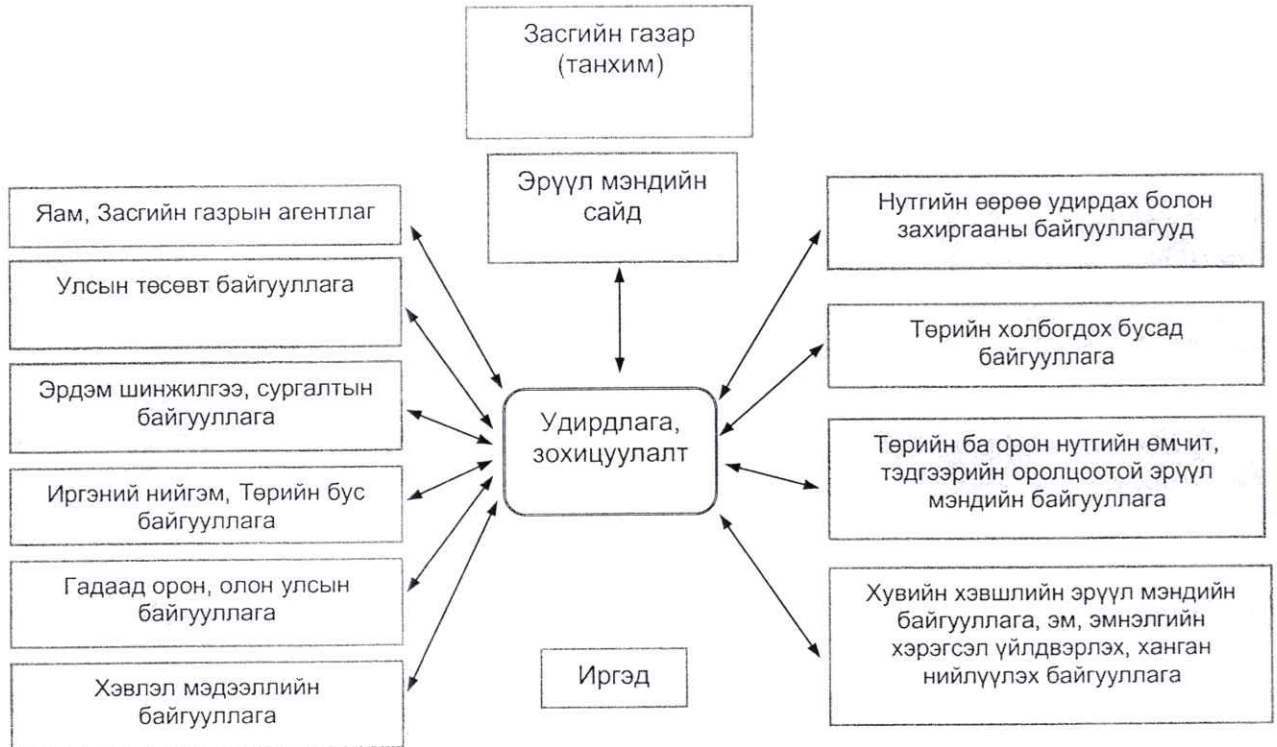 Засгийн газар
(танхим)
Эрүүл мэндийн
сайд
Яам, Засгийн газрын агентлаг
Улсын төсөвт байгууллага
Эрдэм шинжилгээ, сургалтын
байгууллага
Иргэний нийгэм, Төрийн бус
байгууллага
Гадаад орон, олон улсын
байгууллага
Хэвлэл мэдээллийн
байгууллага
Удирдлага,
зохицуулалт
Иргэд
Нутгийн өөрөө удирдах болон
захиргааны байгууллагууд
Төрийн холбогдох бусад
байгууллага
Төрийн ба орон нутгийн өмчит,
тэдгээрийн оролцоотой эрүүл
мэндийн байгууллага
Хувийн хэвшлийн эрүүл мэндийн
байгууллага, эм, эмнэлгийн
хэрэгсэл үйлдвэрлэх, ханган
нийлүүлэх байгууллага